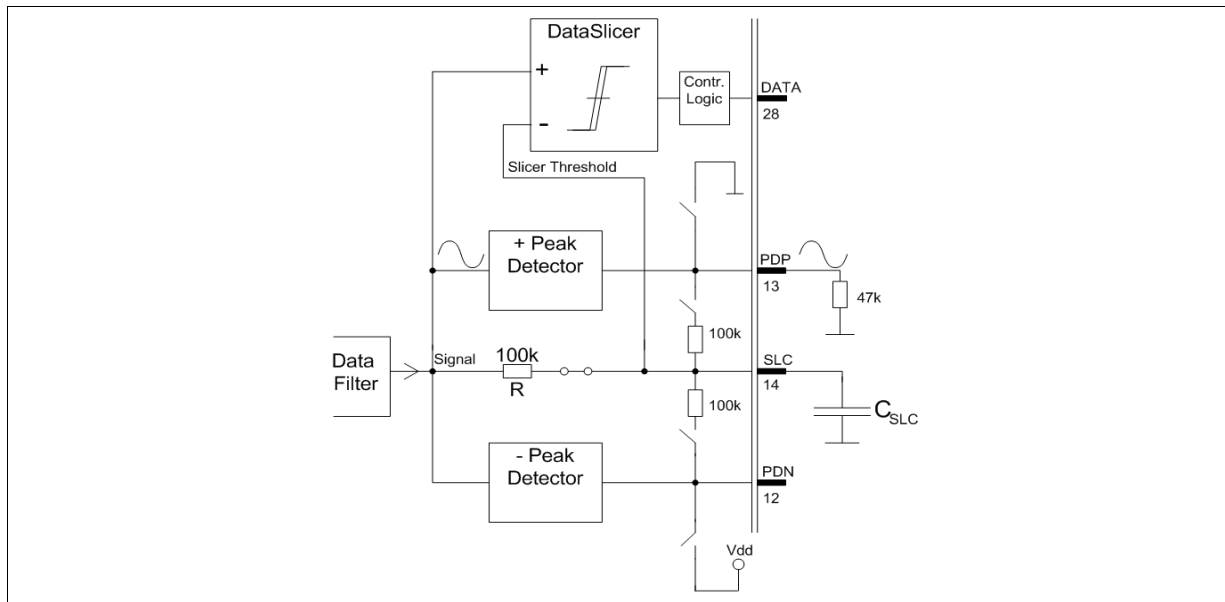 DataSlicer
+
-
Contr.
Logic
DATA
28
Slicer Threshold
+ Peak
Detector
PDP
13
47k
100k
Data
Filter
Signal
100k
R
SLC
14
100k
C_SLC
- Peak
Detector
PDN
12
Vdd